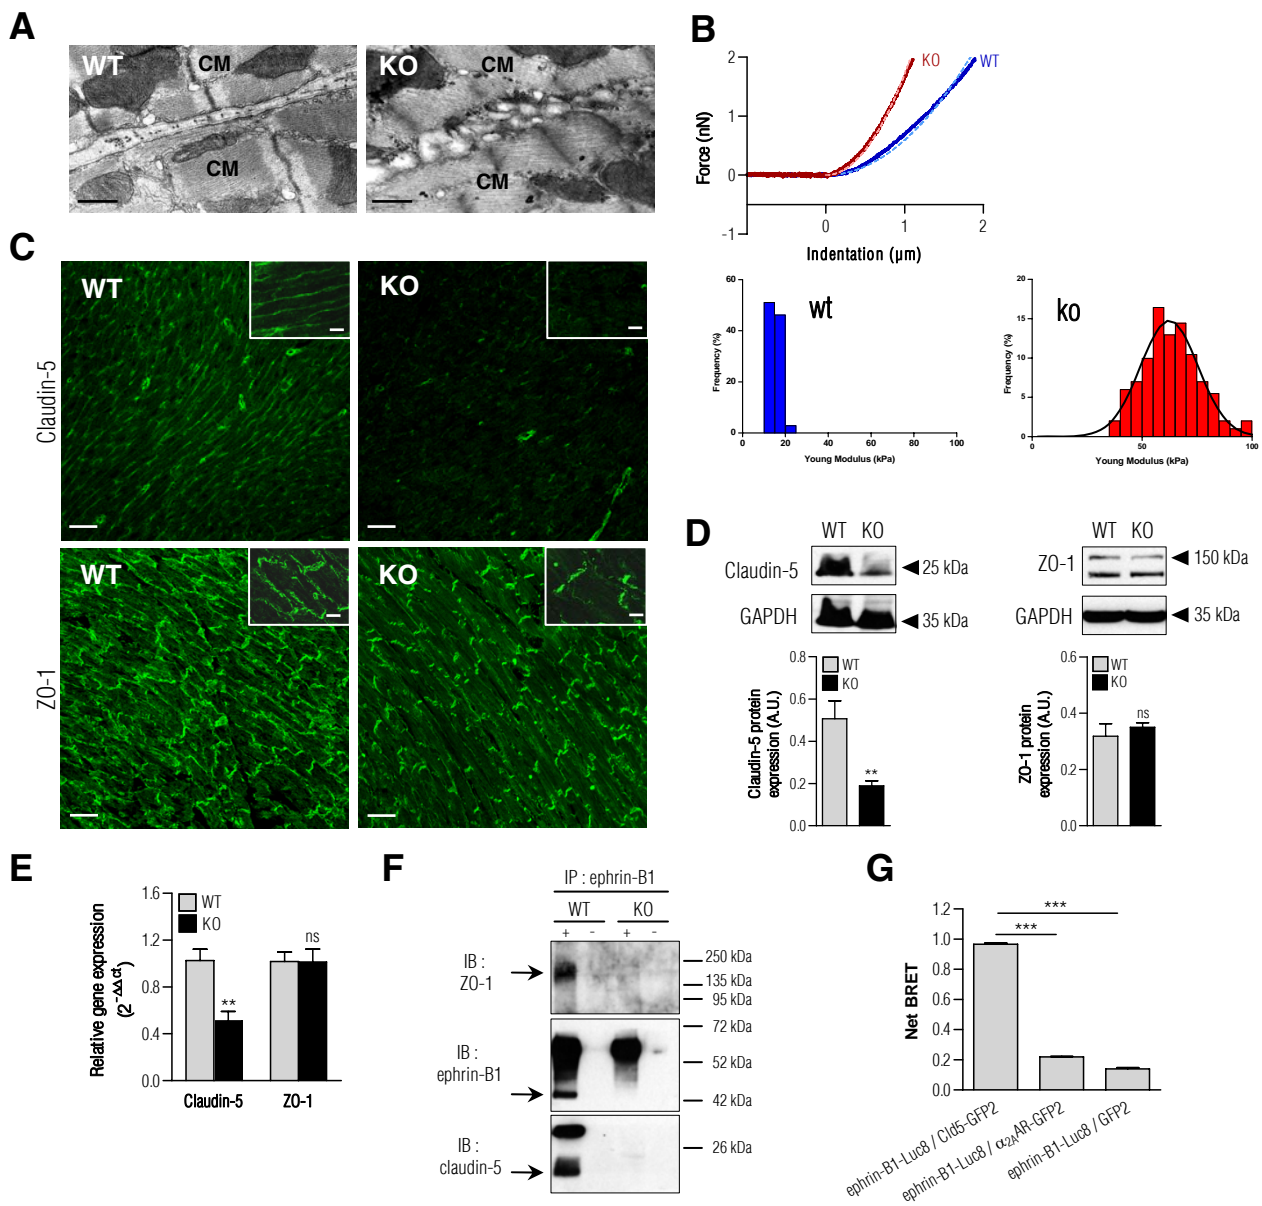 A
WT
CM
CM
KO
CM
CM
B
2
1
0
-1
Force (nN)
KO
WT
0
1
2
Indentation (µm)
60
40
20
0
Frequency (%)
wt
0
20
40
60
80
100
Young Modulus (kPa)
20
15
10
5
0
Frequency (%)
ko
0
50
100
Young Modulus (kPa)
C
Claudin-5
WT
KO
ZO-1
WT
KO
D
WT KO
Claudin-5
25 kDa
GAPDH
35 kDa
0.8
0.6
0.4
0.2
0.0
Claudin-5 protein
expression (A.U.)
WT
KO
**
WT KO
ZO-1
150 kDa
GAPDH
35 kDa
0.6
0.4
0.2
0.0
ZO-1 protein
expression (A.U.)
WT
KO
ns
E
1.6
1.2
0.8
0.4
0.0
Relative gene expression
(2^-ΔΔct)
WT
KO
**
ns
Claudin-5
ZO-1
F
IP : ephrin-B1
WT KO
+ - + -
IB :
ZO-1
250 kDa
135 kDa
95 kDa
IB :
ephrin-B1
72 kDa
52 kDa
42 kDa
IB :
claudin-5
26 kDa
G
1.2
1.0
0.8
0.6
0.4
0.2
0.0
Net BRET
***
***
ephrin-B1-Luc8 / Cld5-GFP2
ephrin-B1-Luc8 / α2AAR-GFP2
ephrin-B1-Luc8 / GFP2